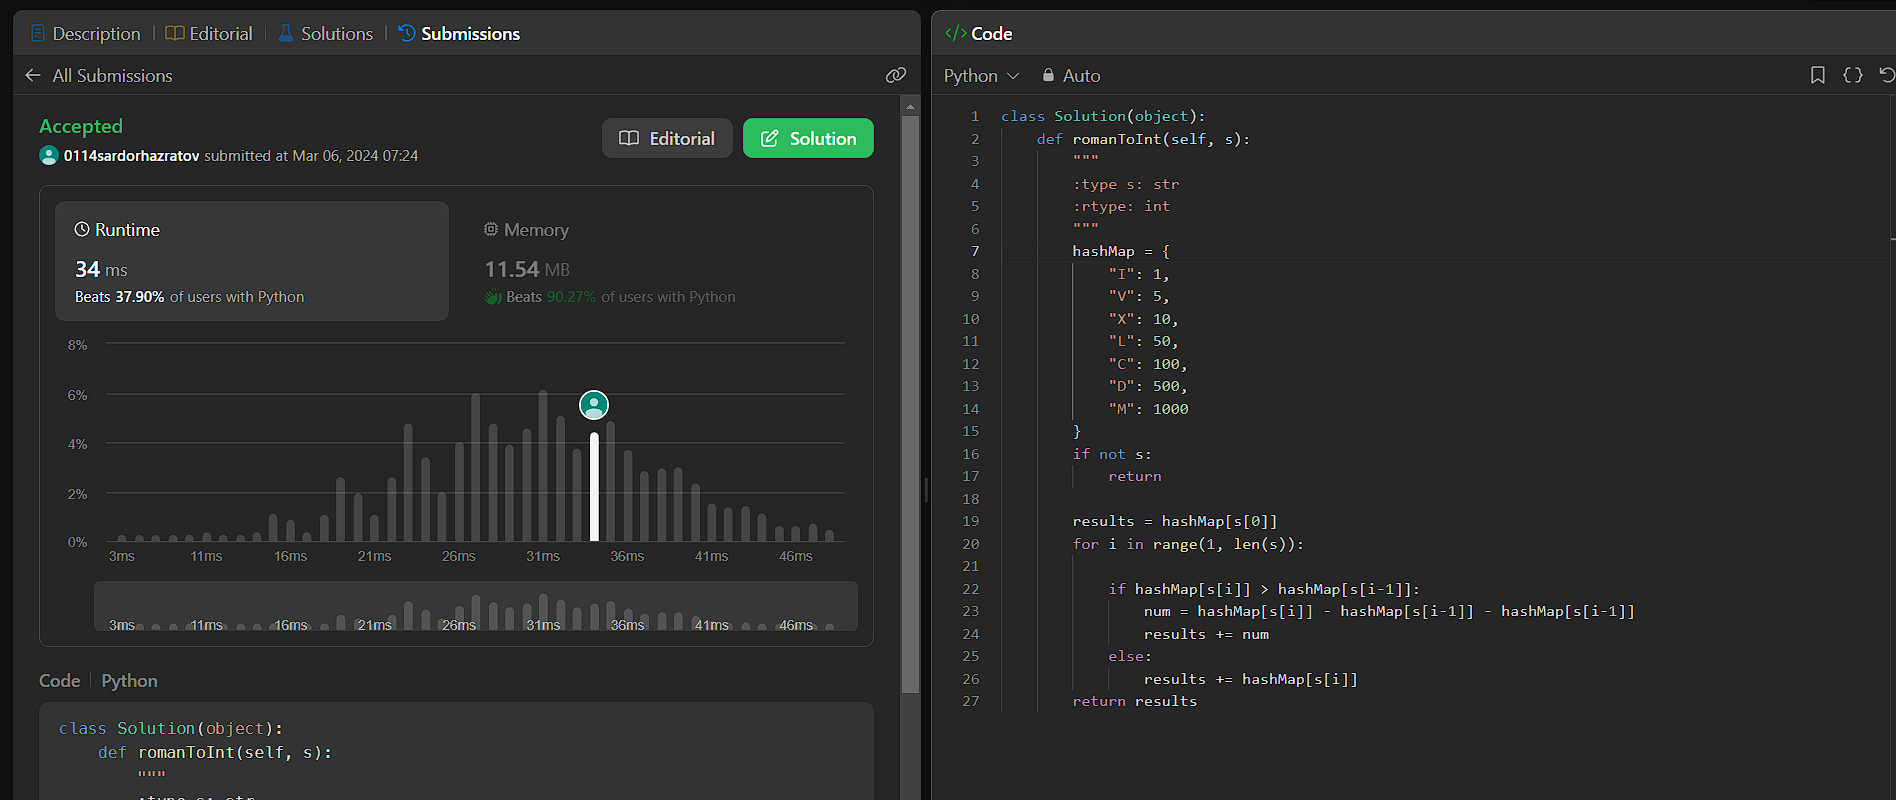 Description | Editorial | Solutions | Submissions
All Submissions
Accepted
0114sardorhazratov submitted at Mar 06, 2024 07:24
Editorial
Solution
Runtime
34 ms
Beats 37.90% of users with Python
Memory
11.54 MB
Beats 90.27% of users with Python
8%
6%
4%
2%
0%
3ms 11ms 16ms 21ms 26ms 31ms 36ms 41ms 46ms
3ms 11ms 16ms 21ms 26ms 31ms 36ms 41ms 46ms
Code | Python
class Solution(object):
def romanToInt(self, s):
"""
:type s: str
</> Code
Python Auto
1 class Solution(object):
2 def romanToInt(self, s):
3 """
4 :type s: str
5 :rtype: int
6 """
7 hashMap = {
8 "I": 1,
9 "V": 5,
10 "X": 10,
11 "L": 50,
12 "C": 100,
13 "D": 500,
14 "M": 1000
15 }
16 if not s:
17 return
18
19 results = hashMap[s[0]]
20 for i in range(1, len(s)):
21
22 if hashMap[s[i]] > hashMap[s[i-1]]:
23 num = hashMap[s[i]] - hashMap[s[i-1]] - hashMap[s[i-1]]
24 results += num
25 else:
26 results += hashMap[s[i]]
27 return results